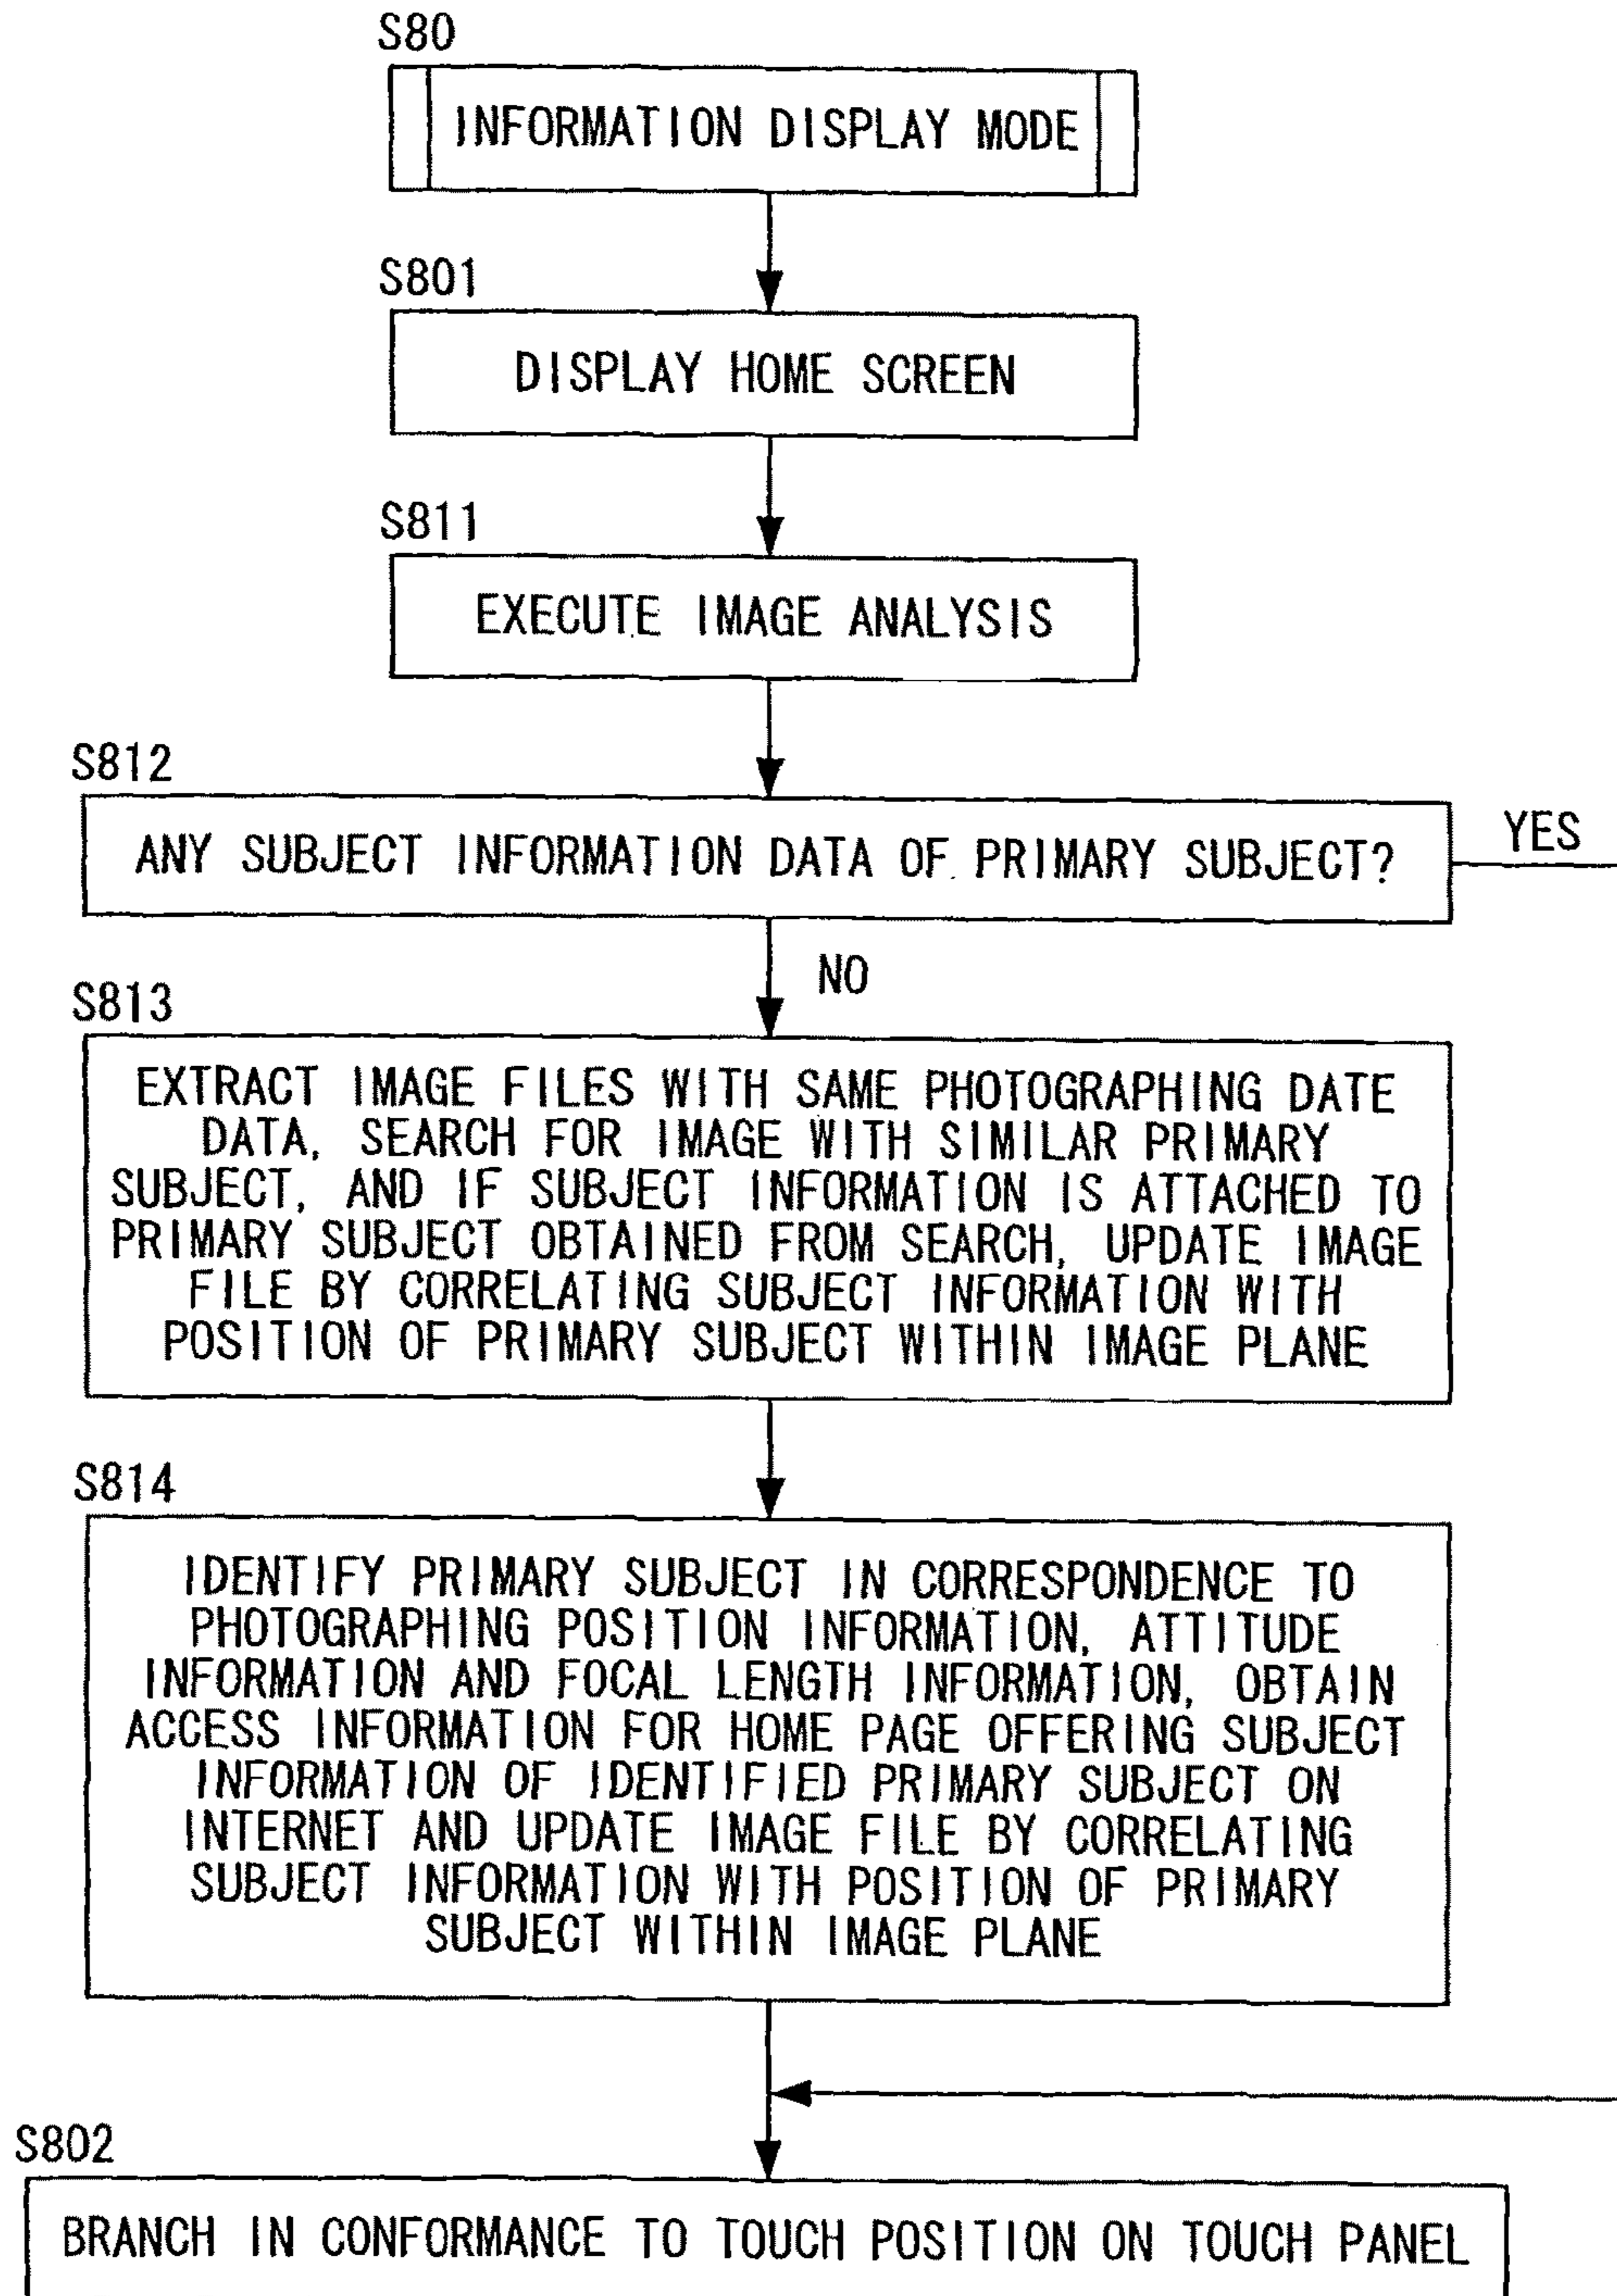 S80
INFORMATION DISPLAY MODE
S801
DISPLAY HOME SCREEN
S811
EXECUTE IMAGE ANALYSIS
S812
ANY SUBJECT INFORMATION DATA OF PRIMARY SUBJECT?
YES
NO
S813
EXTRACT IMAGE FILES WITH SAME PHOTOGRAPHING DATE
DATA, SEARCH FOR IMAGE WITH SIMILAR PRIMARY
SUBJECT, AND IF SUBJECT INFORMATION IS ATTACHED TO
PRIMARY SUBJECT OBTAINED FROM SEARCH, UPDATE IMAGE
FILE BY CORRELATING SUBJECT INFORMATION WITH
POSITION OF PRIMARY SUBJECT WITHIN IMAGE PLANE
S814
IDENTIFY PRIMARY SUBJECT IN CORRESPONDENCE TO
PHOTOGRAPHING POSITION INFORMATION, ATTITUDE
INFORMATION AND FOCAL LENGTH INFORMATION, OBTAIN
ACCESS INFORMATION FOR HOME PAGE OFFERING SUBJECT
INFORMATION OF IDENTIFIED PRIMARY SUBJECT ON
INTERNET AND UPDATE IMAGE FILE BY CORRELATING
SUBJECT INFORMATION WITH POSITION OF PRIMARY
SUBJECT WITHIN IMAGE PLANE
S802
BRANCH IN CONFORMANCE TO TOUCH POSITION ON TOUCH PANEL